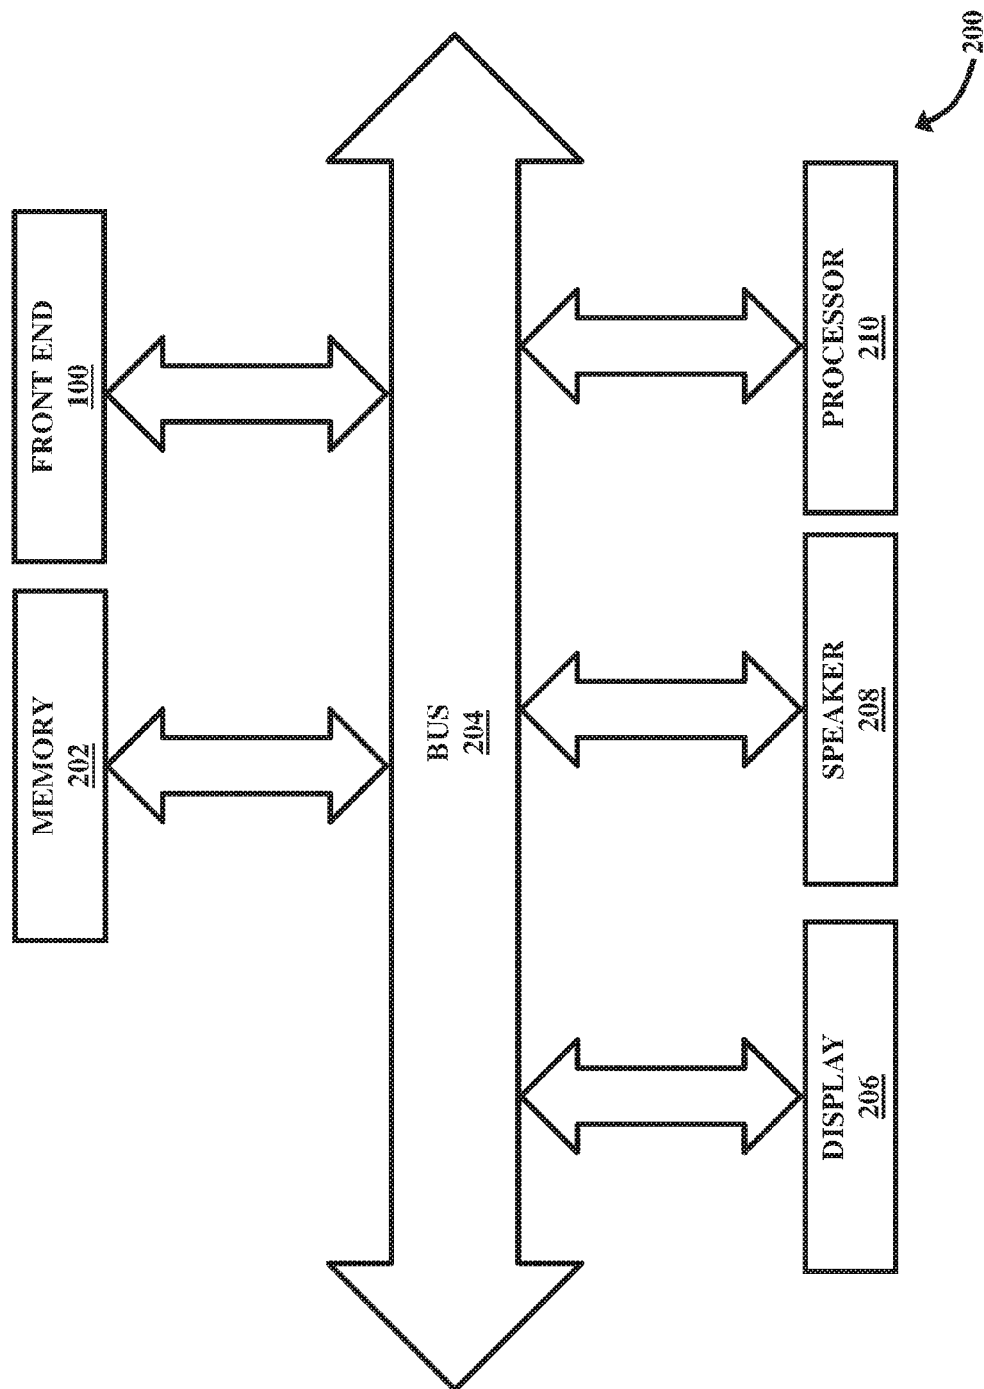 MEMORY
202
FRONT END
100
BUS
204
DISPLAY
206
SPEAKER
208
PROCESSOR
210
200